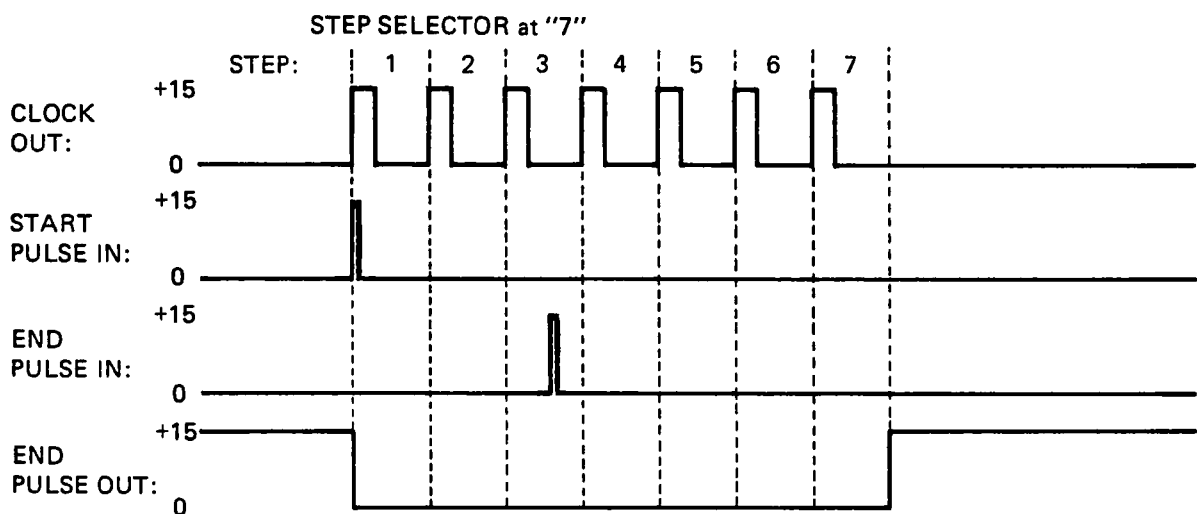 STEP SELECTOR at "7"
STEP: 1 2 3 4 5 6 7
+15
CLOCK
OUT:
0
+15
START
PULSE IN:
0
+15
END
PULSE IN:
0
+15
END
PULSE OUT:
0